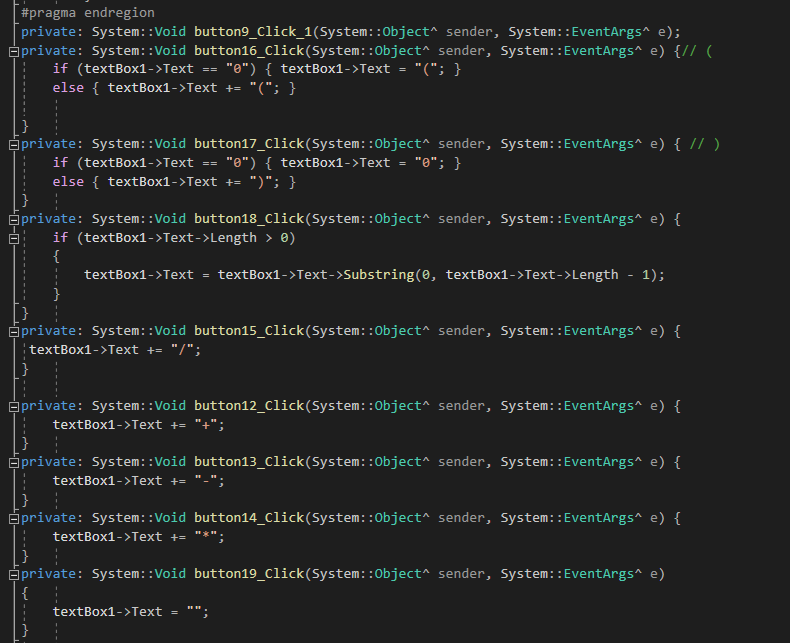 #pragma endregion
private: System::Void button9_Click_1(System::Object^ sender, System::EventArgs^ e);
private: System::Void button16_Click(System::Object^ sender, System::EventArgs^ e) {// (
    if (textBox1->Text == "0") { textBox1->Text = "("; }
    else { textBox1->Text += "("; }
}
private: System::Void button17_Click(System::Object^ sender, System::EventArgs^ e) { // )
    if (textBox1->Text == "0") { textBox1->Text = "0"; }
    else { textBox1->Text += ")"; }
}
private: System::Void button18_Click(System::Object^ sender, System::EventArgs^ e) {
    if (textBox1->Text->Length > 0)
    {
        textBox1->Text = textBox1->Text->Substring(0, textBox1->Text->Length - 1);
    }
}
private: System::Void button15_Click(System::Object^ sender, System::EventArgs^ e) {
 textBox1->Text += "/";
}
private: System::Void button12_Click(System::Object^ sender, System::EventArgs^ e) {
    textBox1->Text += "+";
}
private: System::Void button13_Click(System::Object^ sender, System::EventArgs^ e) {
    textBox1->Text += "-";
}
private: System::Void button14_Click(System::Object^ sender, System::EventArgs^ e) {
    textBox1->Text += "*";
}
private: System::Void button19_Click(System::Object^ sender, System::EventArgs^ e)
{
    textBox1->Text = "";
}